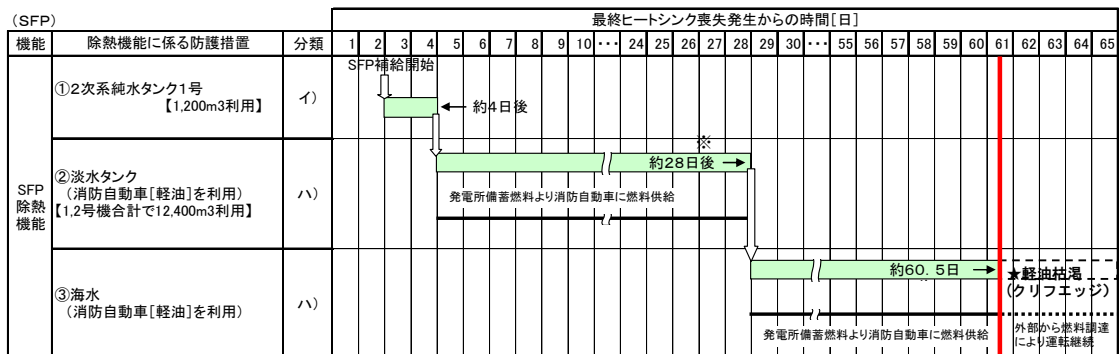 (SFP)
最終ヒートシンク喪失発生からの時間[日]
機能 除熱機能に係る防護措置 分類 1 2 3 4 5 6 7 8 9 10 ･･･ 24 25 26 27 28 29 30 ･･･ 55 56 57 58 59 60 61 62 63 64 65
SFP補給開始
①2次系純水タンク1号
【1,200m3利用】
イ)
約4日後
※
②淡水タンク
(消防自動車[軽油]を利用)
【1,2号機合計で12,400m3利用】
ハ)
約28日後
発電所備蓄燃料より消防自動車に燃料供給
SFP
除熱
機能
③海水
(消防自動車[軽油]を利用)
ハ)
約60.5日
★軽油枯渇
(クリフエッジ)
発電所備蓄燃料より消防自動車に燃料供給
外部から燃料調達
により運転継続